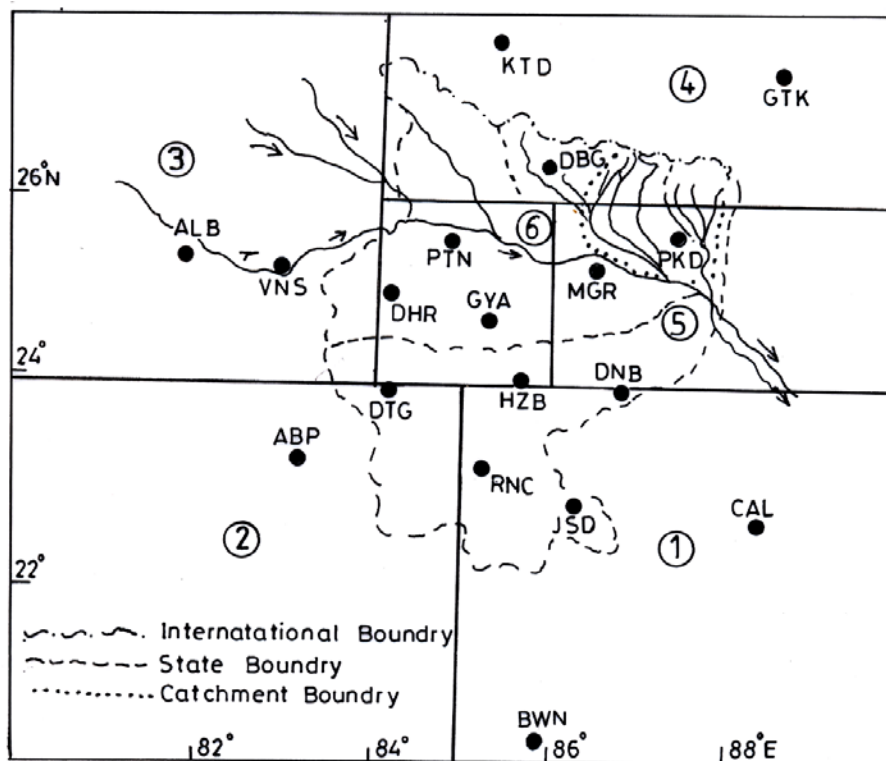 KTD
④
GTK
③
26°N
DBG
ALB
⑥
PTN
PKD
VNS
MGR
DHR
GYA
⑤
24°
DNB
DTG
HZB
ABP
RNC
JSD
CAL
②
①
22°
Internatational Boundry
State Boundry
Catchment Boundry
BWN
82°
84°
86°
88°E